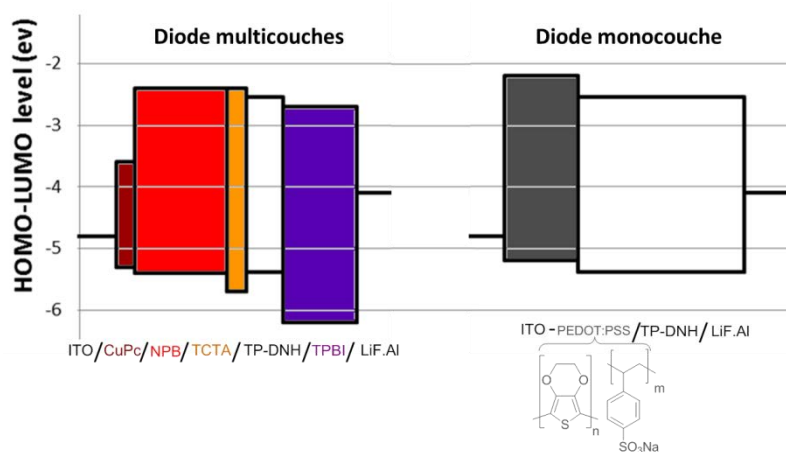 Diode multicouches
Diode monocouche
HOMO-LUMO level (ev)
-2
-3
-4
-5
-6
ITO/CuPc/NPB/TCTA/TP-DNH/TPBI/ LiF.Al
ITO - PEDOT:PSS/TP-DNH/ LiF.Al
O
O
S
n
m
SO₃Na